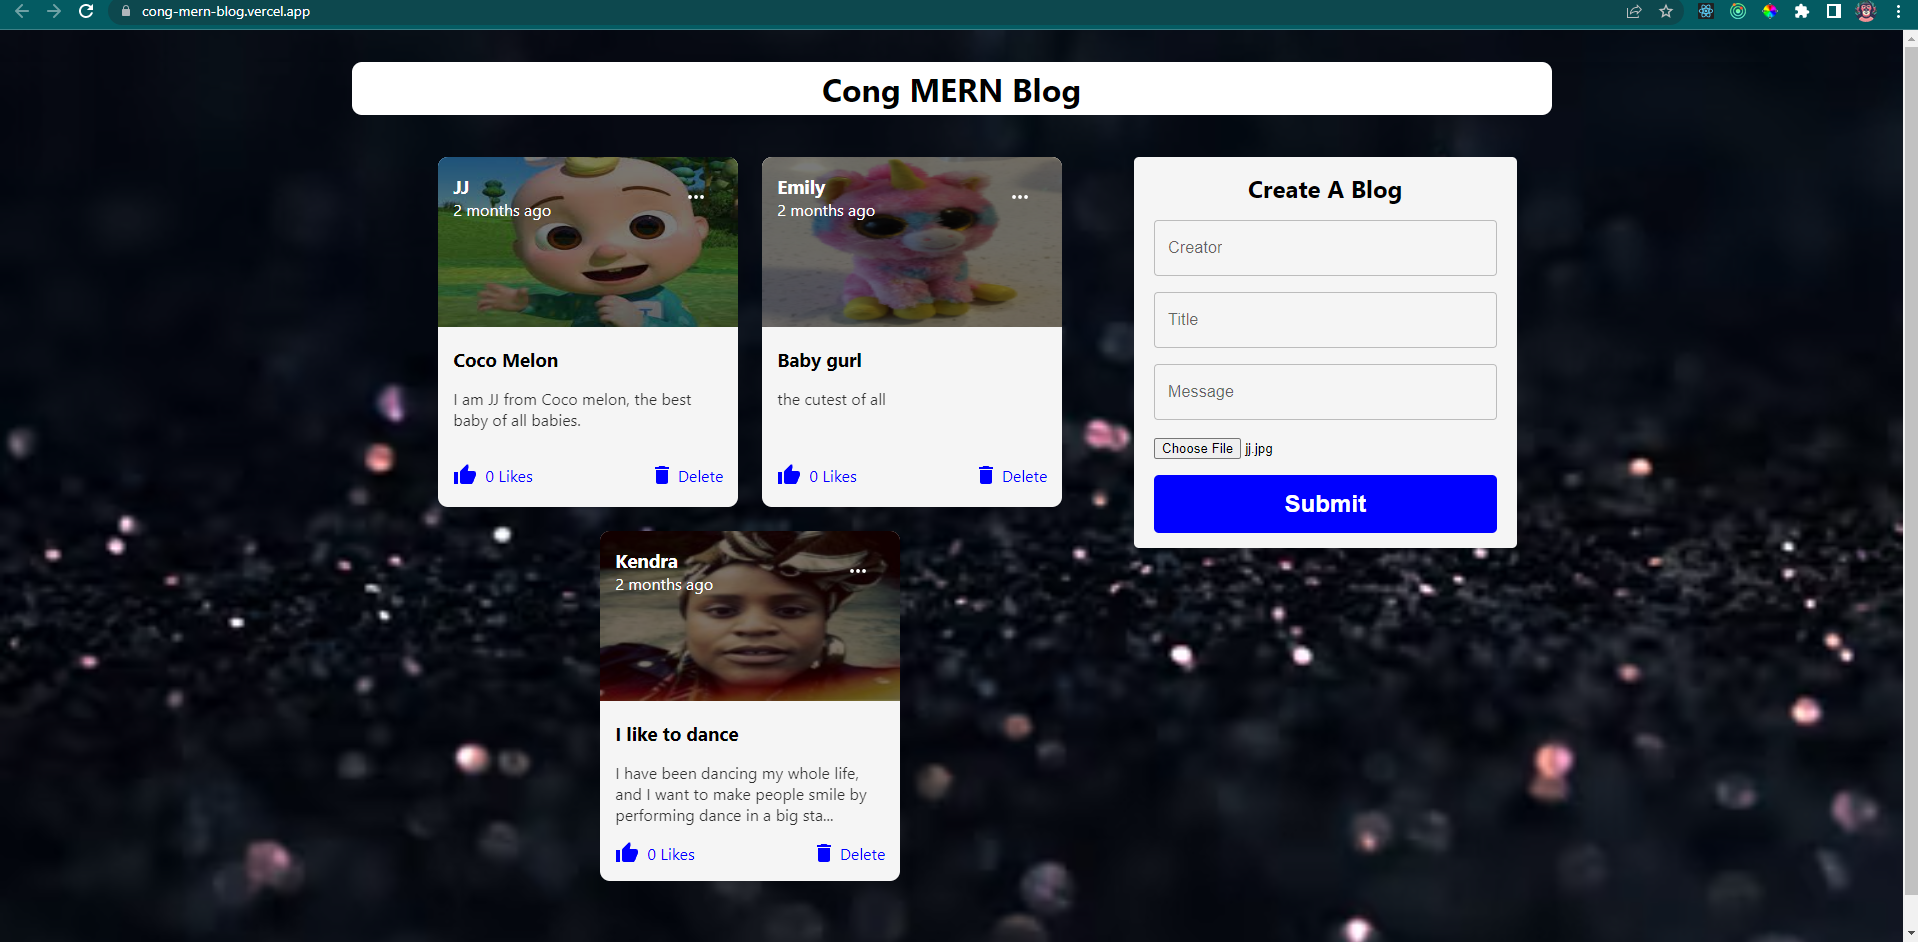 cong-mern-blog.vercel.app
Cong MERN Blog
JJ
2 months ago
Coco Melon
I am JJ from Coco melon, the best
baby of all babies.
0 Likes
Delete
Emily
2 months ago
Baby gurl
the cutest of all
0 Likes
Delete
Kendra
2 months ago
I like to dance
I have been dancing my whole life,
and I want to make people smile by
performing dance in a big sta...
0 Likes
Delete
Create A Blog
Creator
Title
Message
Choose File jj.jpg
Submit